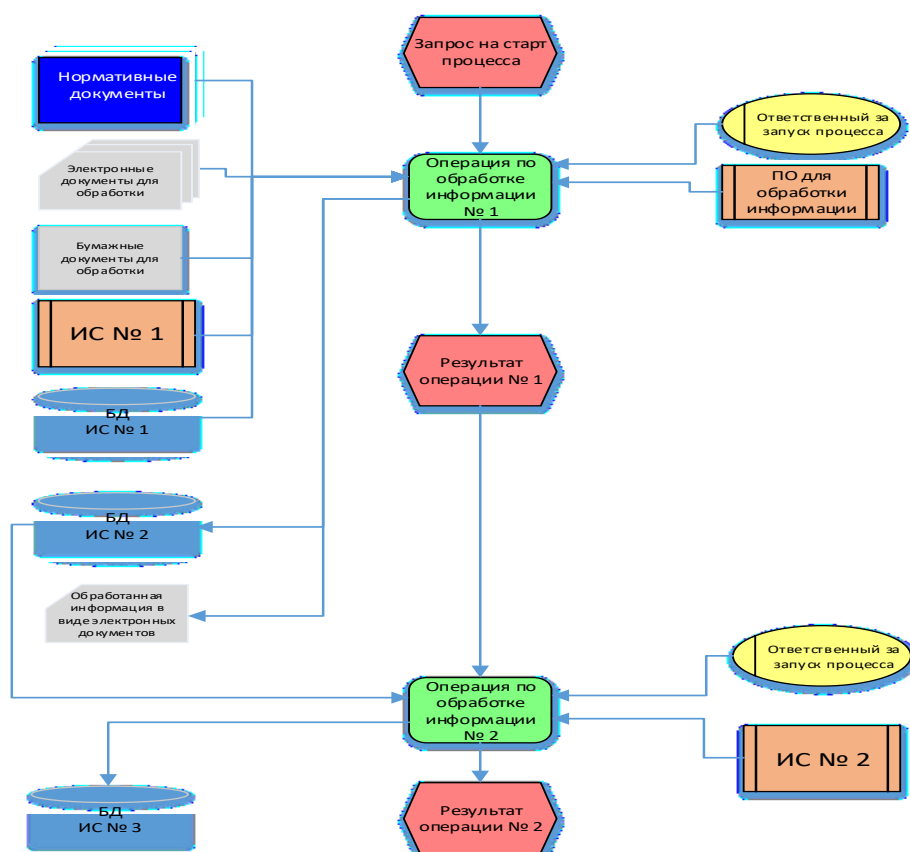 Запрос на старт
процесса
Нормативные
документы
Ответственный за
запуск процесса
Электронные
документы для
обработки
Операция по
обработке
информации
№ 1
ПО для
обработки
информации
Бумажные
документы для
обработки
ИС № 1
Результат
операции № 1
БД
ИС № 1
БД
ИС № 2
Обработанная
информация в
виде электронных
документов
Ответственный за
запуск процесса
Операция по
обработке
информации
№ 2
ИС № 2
БД
ИС № 3
Результат
операции № 2